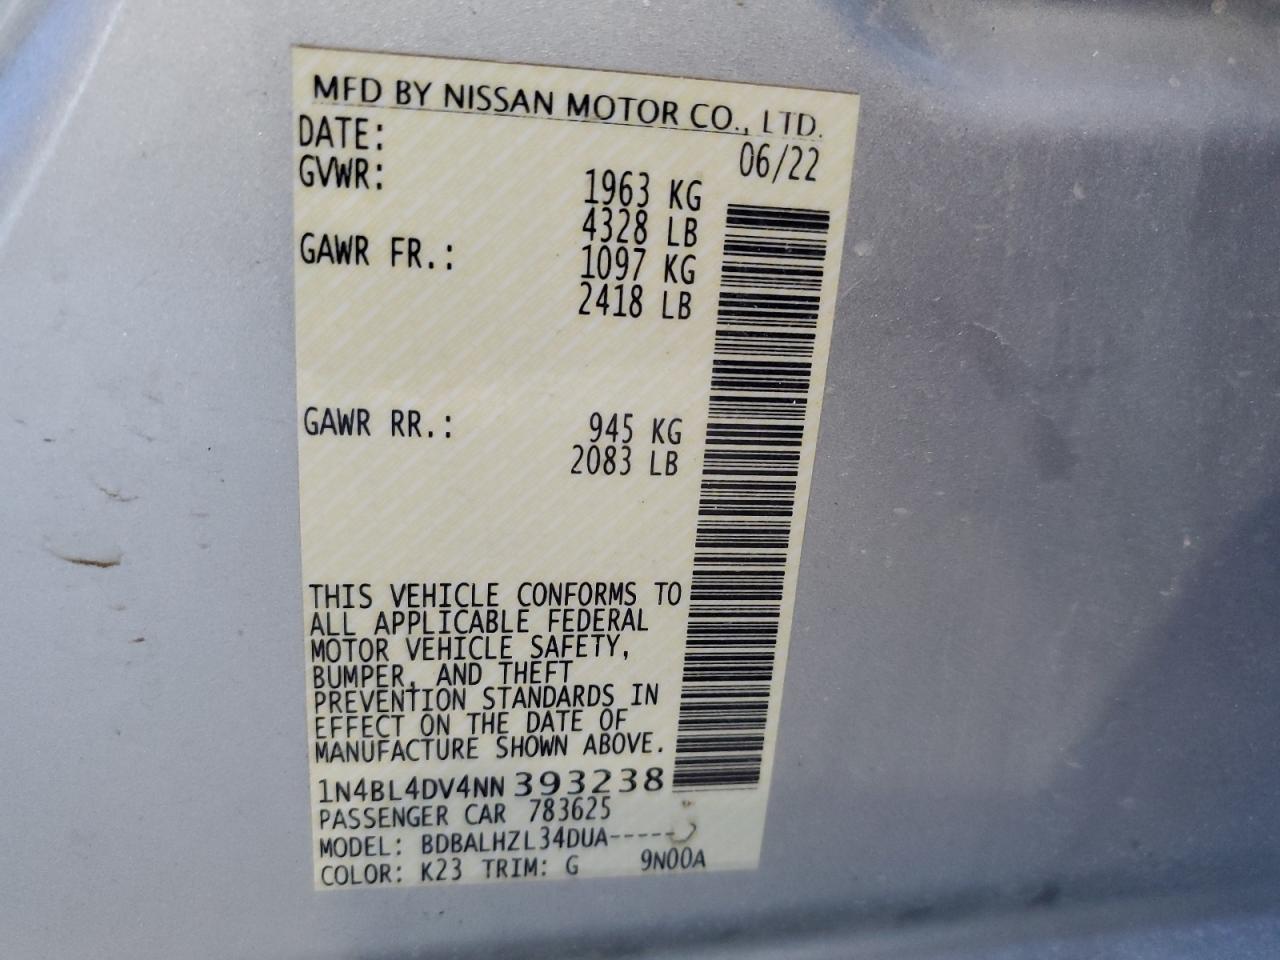 MFD BY NISSAN MOTOR CO., LTD.
DATE: 06/22
GVWR: 1963 KG
4328 LB
GAWR FR.: 1097 KG
2418 LB
GAWR RR.: 945 KG
2083 LB
THIS VEHICLE CONFORMS TO
ALL APPLICABLE FEDERAL
MOTOR VEHICLE SAFETY,
BUMPER, AND THEFT
PREVENTION STANDARDS IN
EFFECT ON THE DATE OF
MANUFACTURE SHOWN ABOVE.
1N4BL4DV4NN393238
PASSENGER CAR 783625
MODEL: BDBALHZL34DUA-----
COLOR: K23 TRIM: G 9N00A